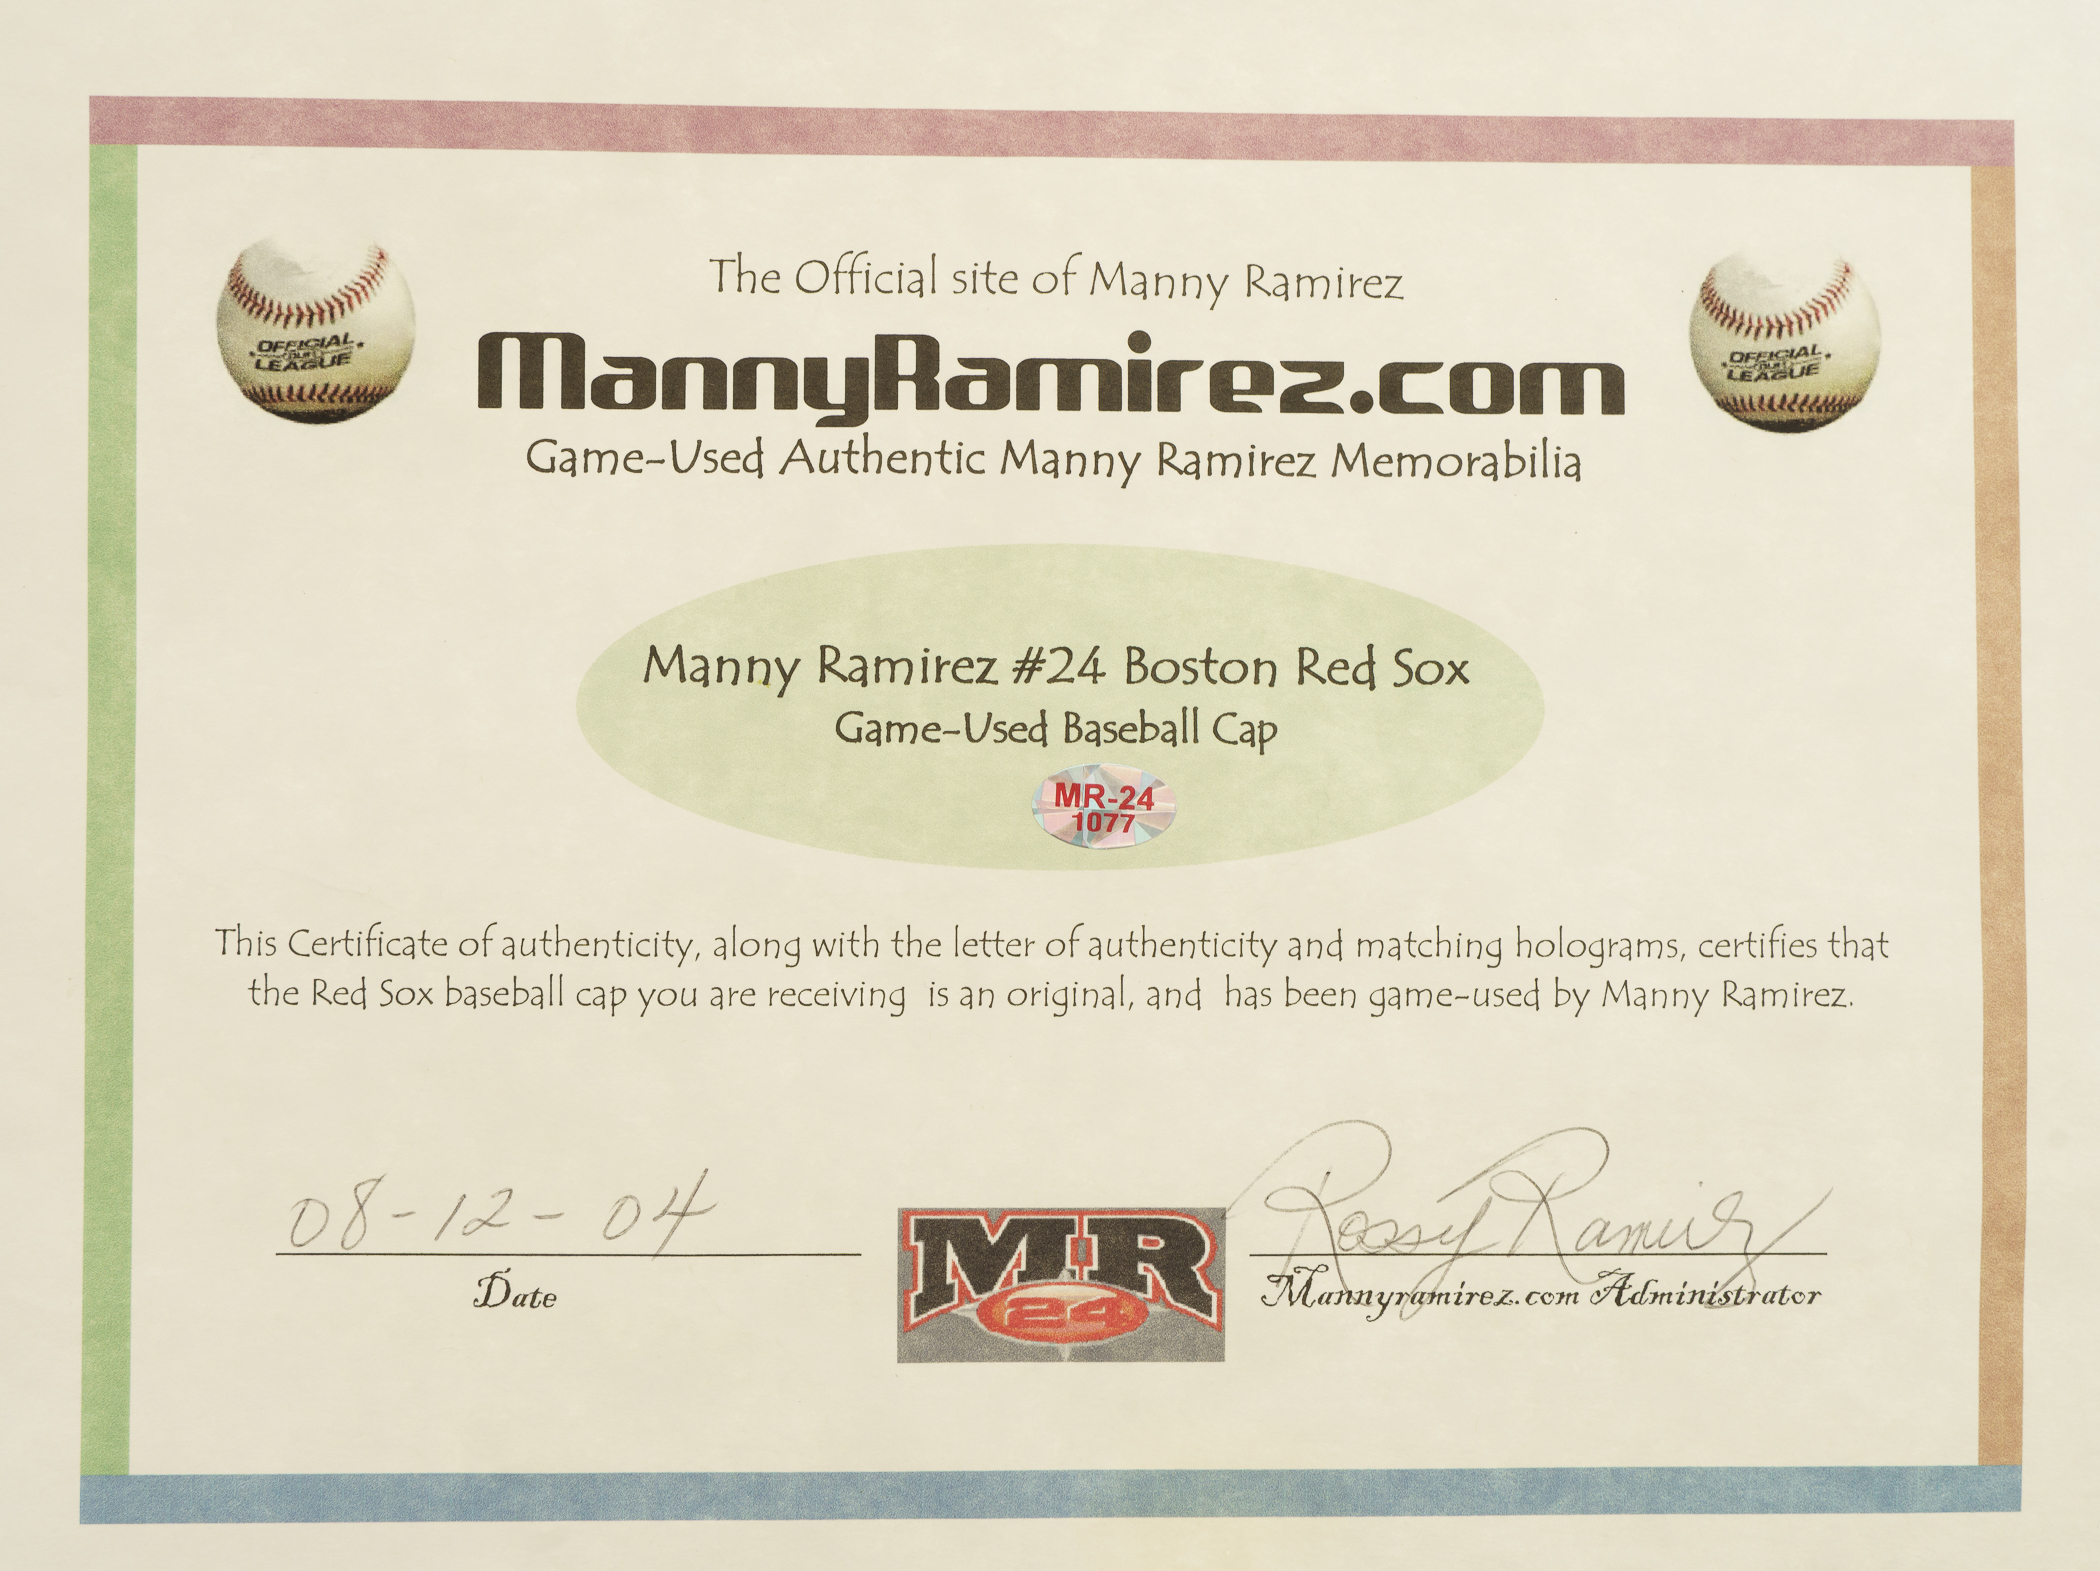 The Official site of Manny Ramirez
MannyRamirez.com
Game-Used Authentic Manny Ramirez Memorabilia
OFFICIAL
LEAGUE
OFFICIAL
LEAGUE
Manny Ramirez #24 Boston Red Sox
Game-Used Baseball Cap
MR-24
1077
This Certificate of authenticity, along with the letter of authenticity and matching holograms, certifies that
the Red Sox baseball cap you are receiving is an original, and has been game-used by Manny Ramirez.
08-12-04
Date
MR
24
Rossy Ramirez
Mannyramirez.com Administrator